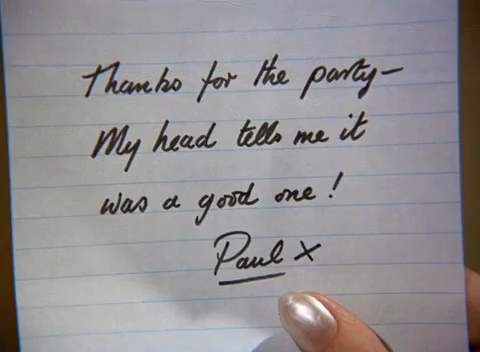 Thanks for the party–
My head tells me it
was a good one!
Paul x